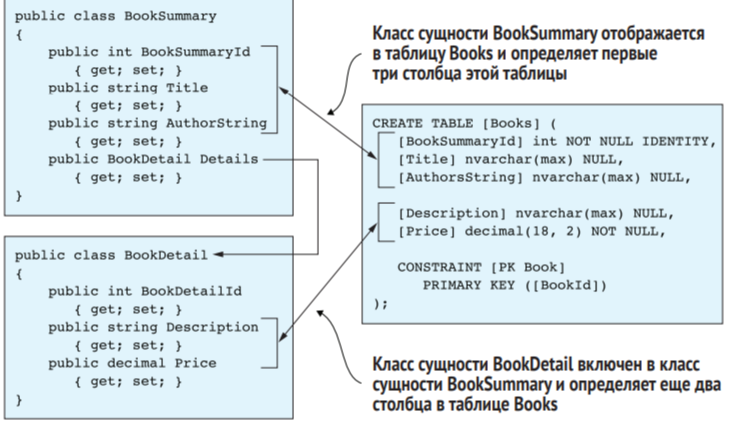 public class BookSummary
{
public int BookSummaryId
{ get; set; }
public string Title
{ get; set; }
public string AuthorString
{ get; set; }
public BookDetail Details
{ get; set; }
}
Класс сущности BookSummary отображается
в таблицу Books и определяет первые
три столбца этой таблицы
CREATE TABLE [Books] (
[BookSummaryId] int NOT NULL IDENTITY,
[Title] nvarchar(max) NULL,
[AuthorsString] nvarchar(max) NULL,
[Description] nvarchar(max) NULL,
[Price] decimal(18, 2) NOT NULL,
CONSTRAINT [PK Book]
PRIMARY KEY ([BookId])
);
public class BookDetail
{
public int BookDetailId
{ get; set; }
public string Description
{ get; set; }
public decimal Price
{ get; set; }
}
Класс сущности BookDetail включен в класс
сущности BookSummary и определяет еще два
столбца в таблице Books